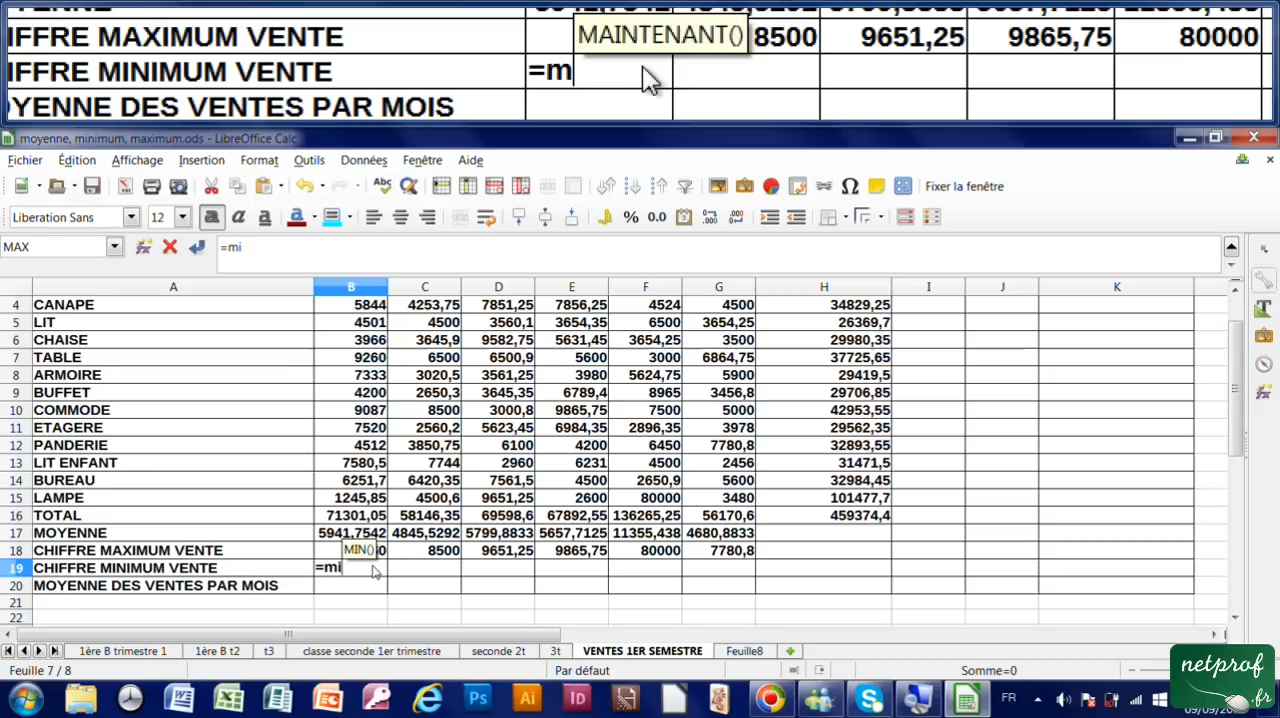 IFFRE MAXIMUM VENTE MAINTENANT() 8500 9651,25 9865,75 80000
IFFRE MINIMUM VENTE =m
OYENNE DES VENTES PAR MOIS
moyenne, minimum, maximum.ods - LibreOffice Calc
Fichier Édition Affichage Insertion Format Outils Données Fenêtre Aide
Fixer la fenêtre
Liberation Sans 12
MAX =mi
A B C D E F G H I J K
4 CANAPE 5844 4253,75 7851,25 7856,25 4524 4500 34829,25
5 LIT 4501 4500 3560,1 3654,35 6500 3654,25 26369,7
6 CHAISE 3966 3645,9 9582,75 5631,45 3654,25 3500 29980,35
7 TABLE 9260 6500 6500,9 5600 3000 6864,75 37725,65
8 ARMOIRE 7333 3020,5 3561,25 3980 5624,75 5900 29419,5
9 BUFFET 4200 2650,3 3645,35 6789,4 8965 3456,8 29706,85
10 COMMODE 9087 8500 3000,8 9865,75 7500 5000 42953,55
11 ETAGERE 7520 2560,2 5623,45 6984,35 2896,35 3978 29562,35
12 PANDERIE 4512 3850,75 6100 4200 6450 7780,8 32893,55
13 LIT ENFANT 7580,5 7744 2960 6231 4500 2456 31471,5
14 BUREAU 6251,7 6420,35 7561,5 4500 2650,9 5600 32984,45
15 LAMPE 1245,85 4500,6 9651,25 2600 80000 3480 101477,7
16 TOTAL 71301,05 58146,35 69598,6 67892,55 136265,25 56170,6 459374,4
17 MOYENNE 5941,7542 4845,5292 5799,8833 5657,7125 11355,438 4680,8833
18 CHIFFRE MAXIMUM VENTE MIN() 0 8500 9651,25 9865,75 80000 7780,8
19 CHIFFRE MINIMUM VENTE =mi
20 MOYENNE DES VENTES PAR MOIS
21
22
1ère B trimestre 1 1ère B t2 t3 classe seconde 1er trimestre seconde 2t 3t VENTES 1ER SEMESTRE Feuille8
Feuille 7 / 8 Par défaut Somme=0
FR
netprof
.fr